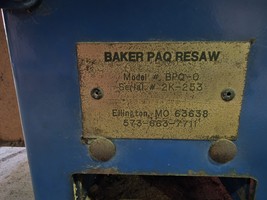 BAKER PAQ RESAW
Model #. BPQ-0
Serial. #. 2K-253
Ellington, MO 63638
573-663-7711